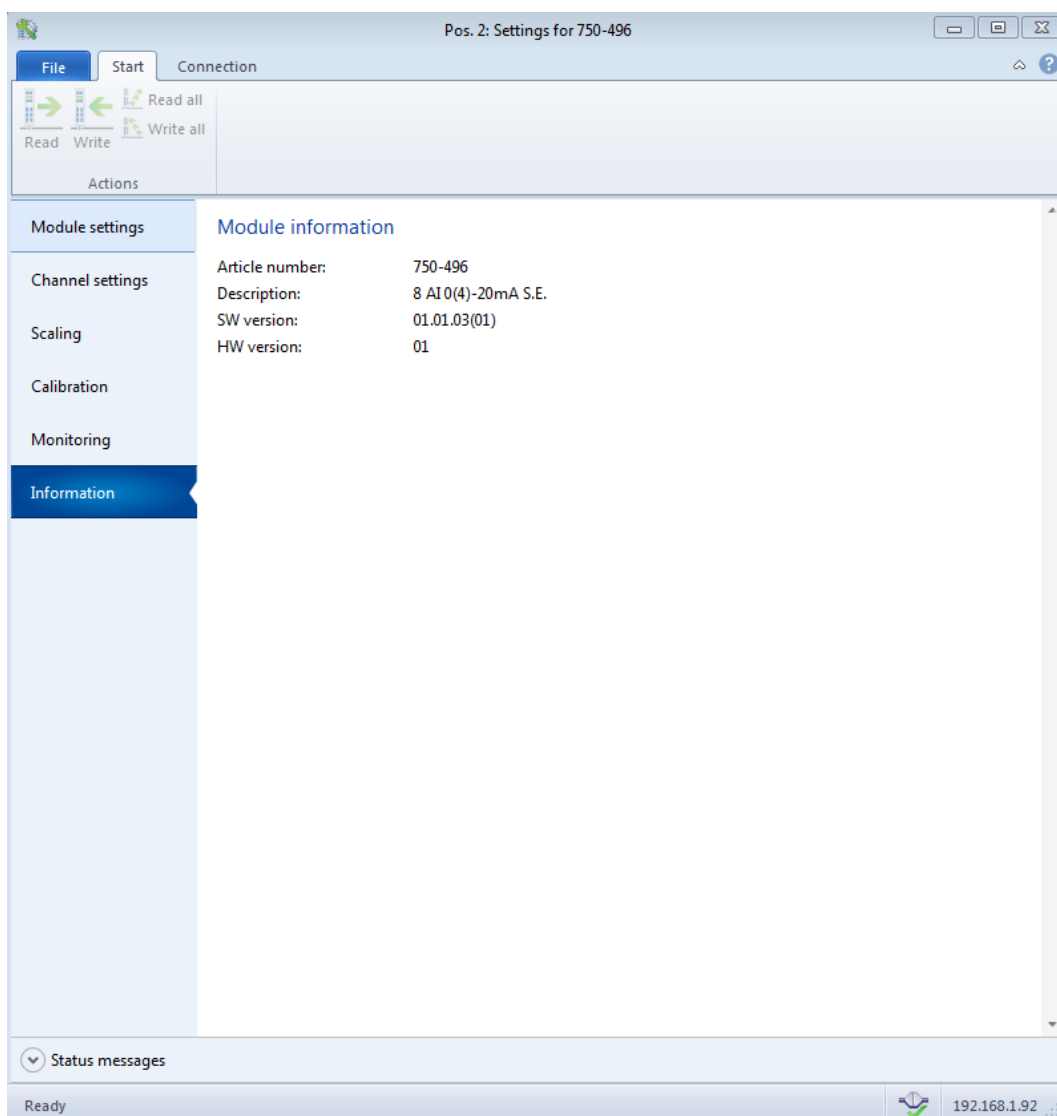 Pos. 2: Settings for 750-496
File Start Connection
Read all
Write all
Read Write
Actions
Module settings
Channel settings
Scaling
Calibration
Monitoring
Information
Module information
Article number: 750-496
Description: 8 AI 0(4)-20mA S.E.
SW version: 01.01.03(01)
HW version: 01
Status messages
Ready 192.168.1.92